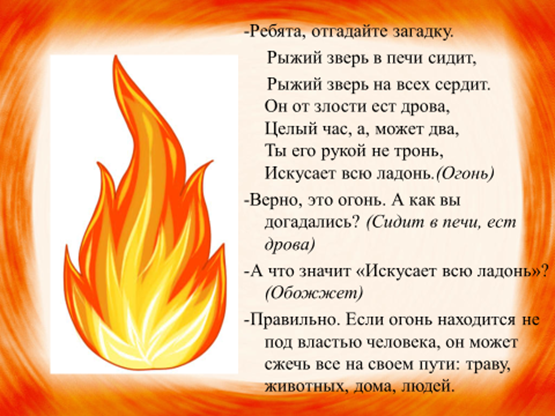 -Ребята, отгадайте загадку.
Рыжий зверь в печи сидит,
Рыжий зверь на всех сердит.
Он от злости ест дрова,
Целый час, а, может два,
Ты его рукой не тронь,
Искусает всю ладонь.(Огонь)
-Верно, это огонь. А как вы
догадались? (Сидит в печи, ест
дрова)
-А что значит «Искусает всю ладонь»?
(Обожжет)
-Правильно. Если огонь находится не
под властью человека, он может
сжечь все на своем пути: траву,
животных, дома, людей.